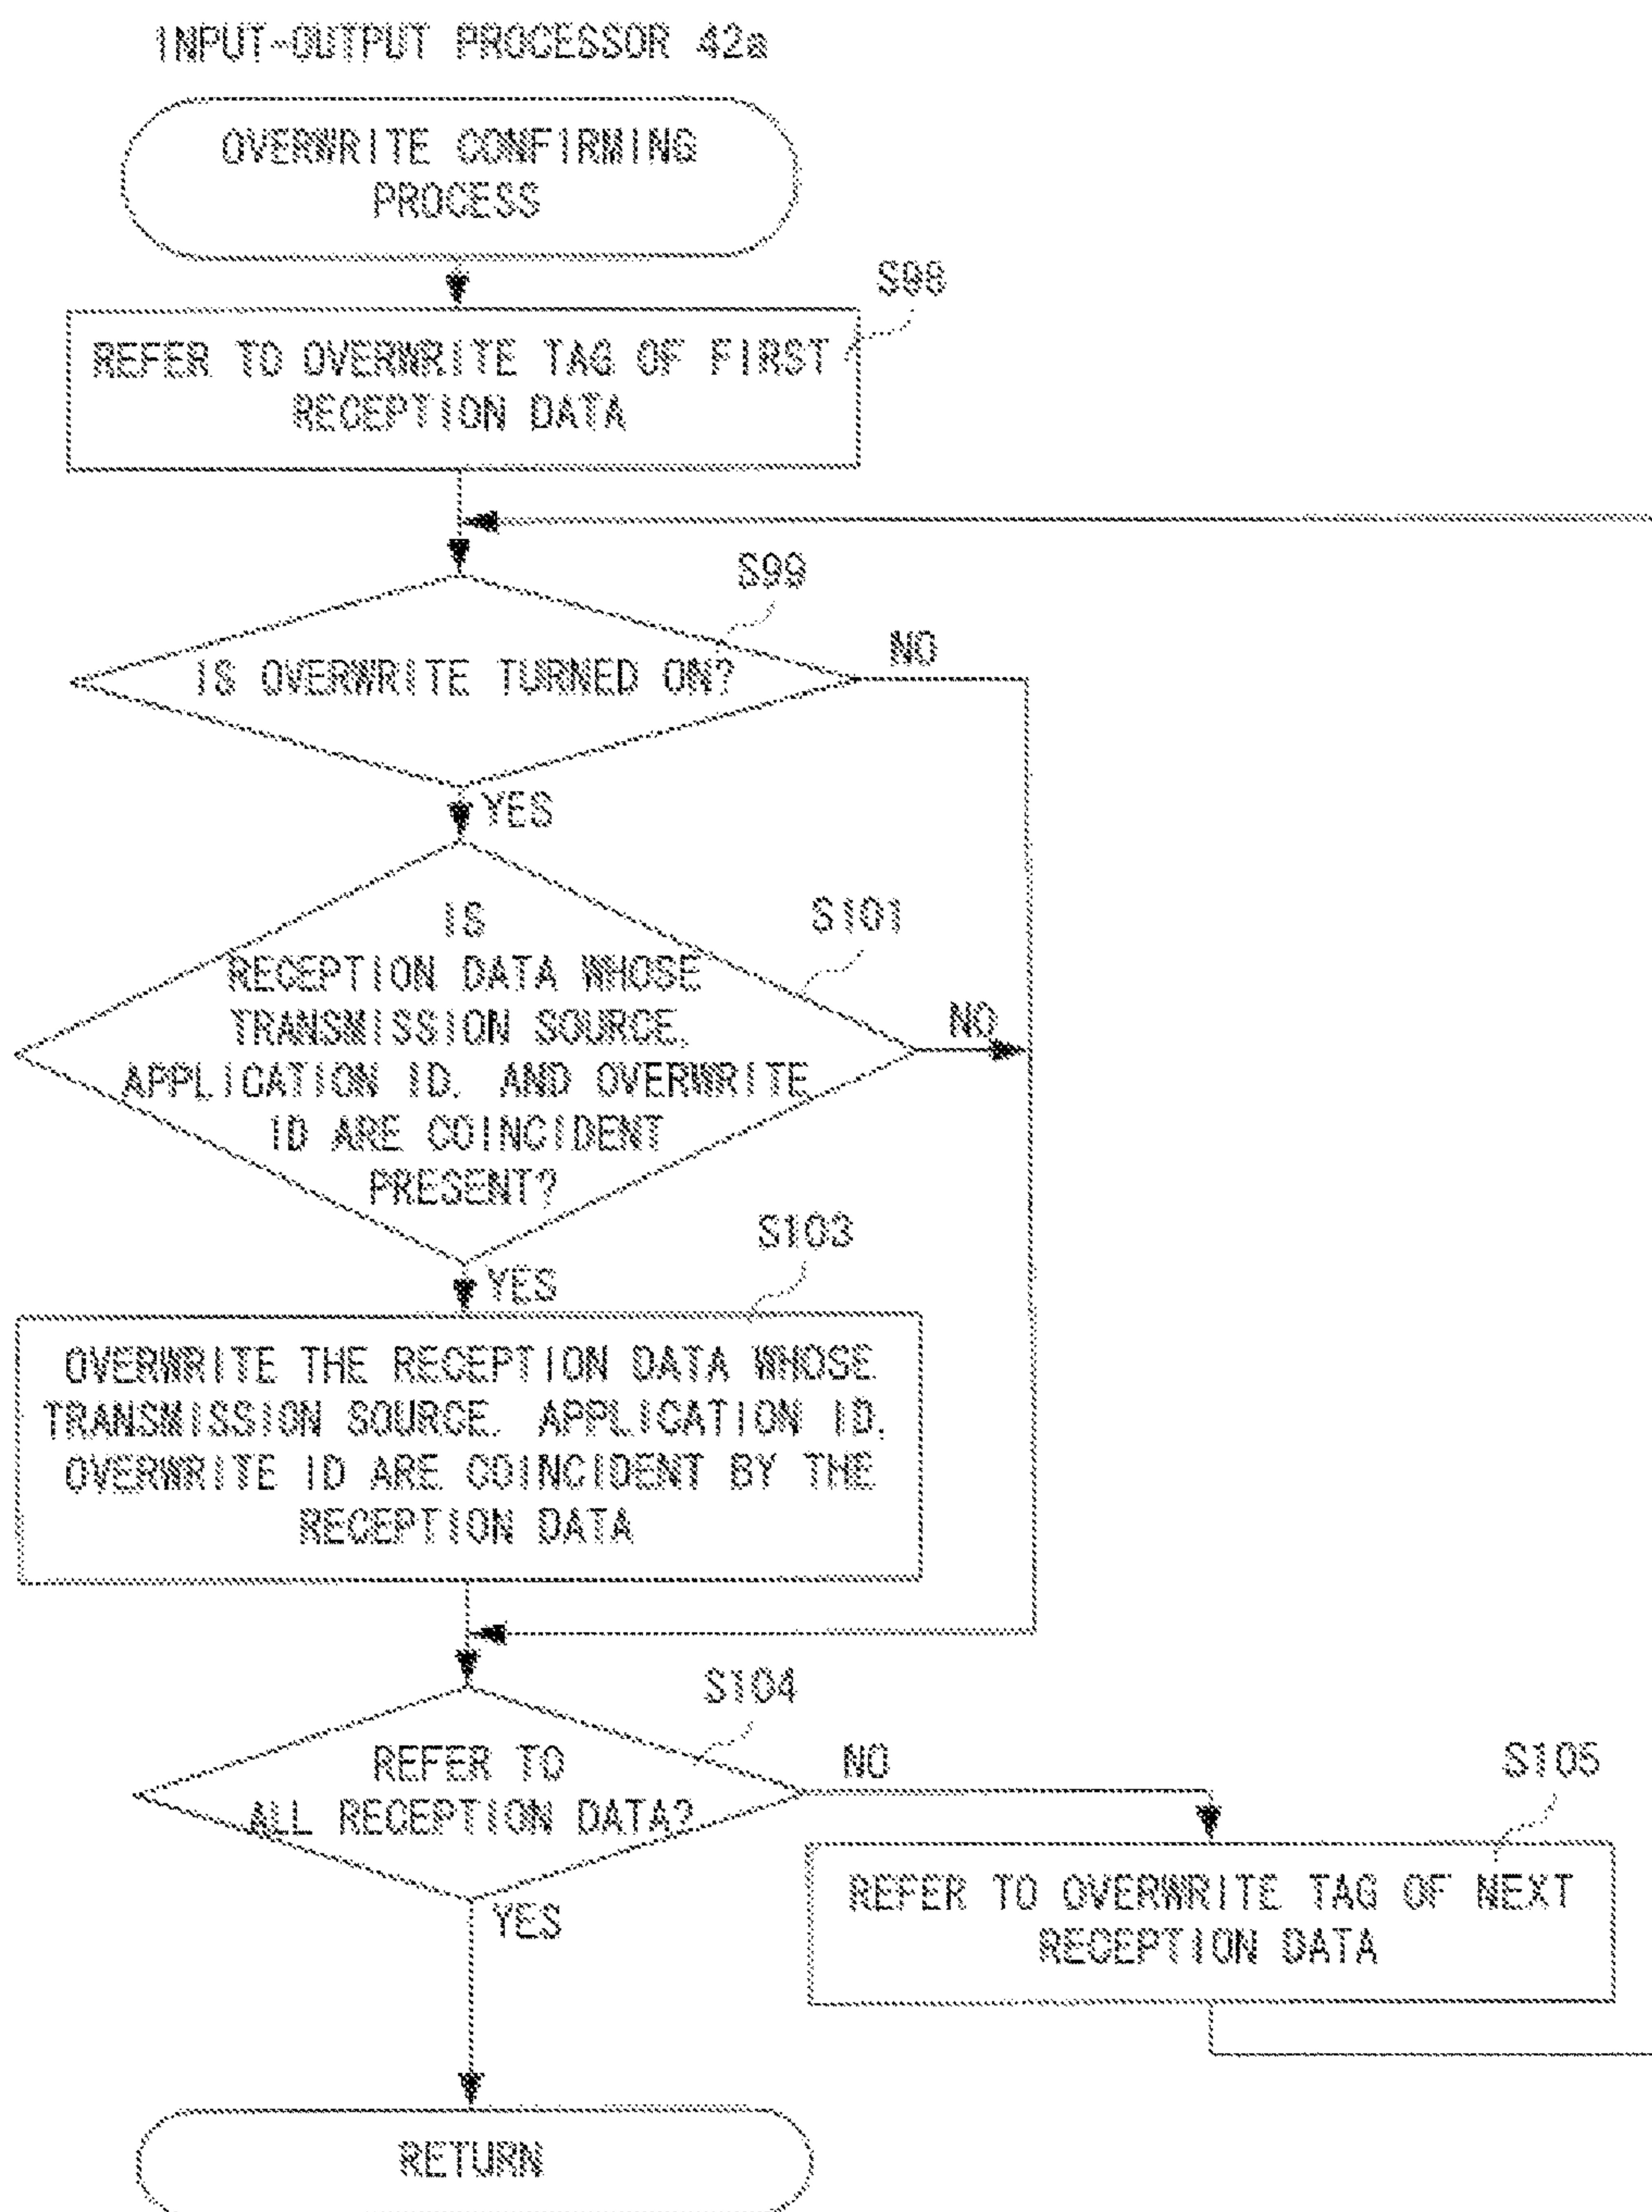 INPUT-OUTPUT PROCESSOR 42a
OVERWRITE CONFIRMING
PROCESS
S98
REFER TO OVERWRITE TAG OF FIRST
RECEPTION DATA
S99
IS OVERWRITE TURNED ON?
NO
YES
S101
IS
RECEPTION DATA WHOSE
TRANSMISSION SOURCE,
APPLICATION ID, AND OVERWRITE
ID ARE COINCIDENT
PRESENT?
NO
YES
S103
OVERWRITE THE RECEPTION DATA WHOSE
TRANSMISSION SOURCE, APPLICATION ID,
OVERWRITE ID ARE COINCIDENT BY THE
RECEPTION DATA
S104
REFER TO
ALL RECEPTION DATA?
NO
YES
S105
REFER TO OVERWRITE TAG OF NEXT
RECEPTION DATA
RETURN